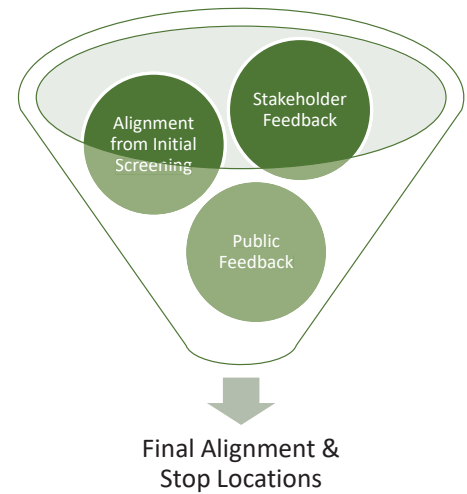 Stakeholder
Feedback
Alignment
from Initial
Screening
Public
Feedback
Final Alignment &
Stop Locations